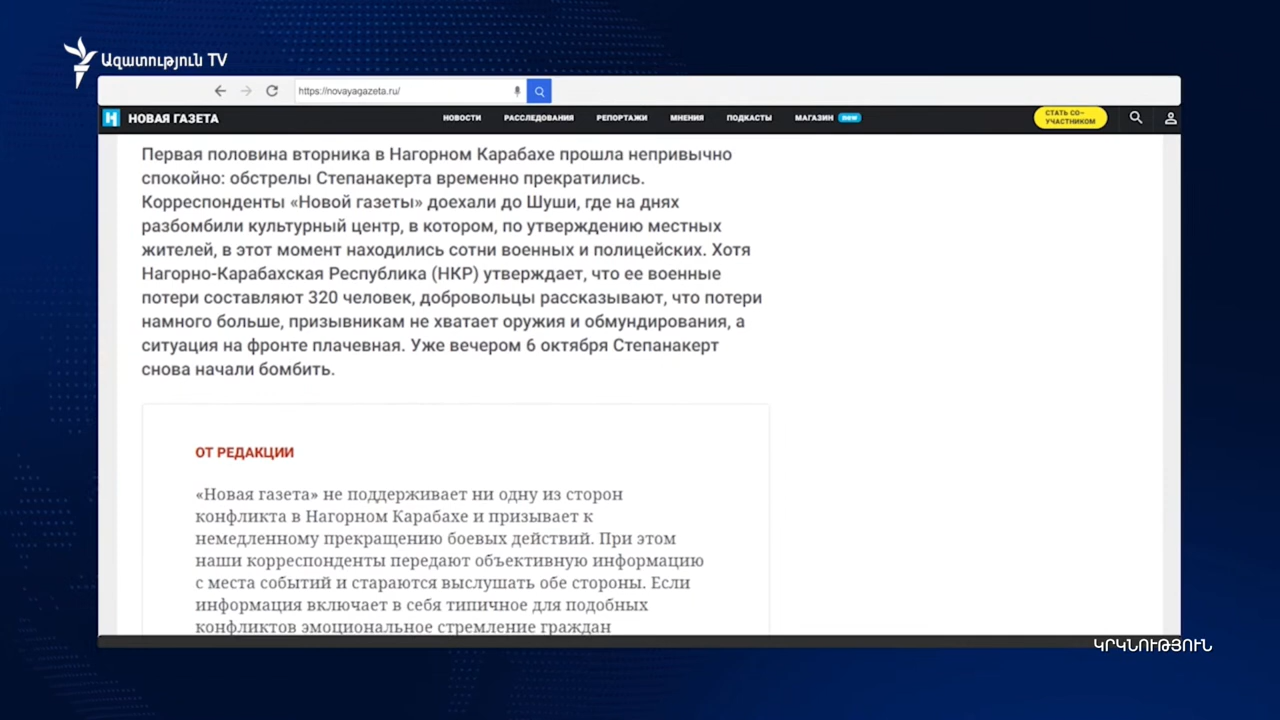 Ազատություն TV
https://novayagazeta.ru/
НОВАЯ ГАЗЕТА
НОВОСТИ РАССЛЕДОВАНИЯ РЕПОРТАЖИ МНЕНИЯ ПОДКАСТЫ МАГАЗИН new
СТАТЬ СО-
УЧАСТНИКОМ
Первая половина вторника в Нагорном Карабахе прошла непривычно
спокойно: обстрелы Степанакерта временно прекратились.
Корреспонденты «Новой газеты» доехали до Шуши, где на днях
разбомбили культурный центр, в котором, по утверждению местных
жителей, в этот момент находились сотни военных и полицейских. Хотя
Нагорно-Карабахская Республика (НКР) утверждает, что ее военные
потери составляют 320 человек, добровольцы рассказывают, что потери
намного больше, призывникам не хватает оружия и обмундирования, а
ситуация на фронте плачевная. Уже вечером 6 октября Степанакерт
снова начали бомбить.
ОТ РЕДАКЦИИ
«Новая газета» не поддерживает ни одну из сторон
конфликта в Нагорном Карабахе и призывает к
немедленному прекращению боевых действий. При этом
наши корреспонденты передают объективную информацию
с места событий и стараются выслушать обе стороны. Если
информация включает в себя типичное для подобных
конфликтов эмоциональное стремление граждан
ԿՐԿՆՈՒԹՅՈՒՆ